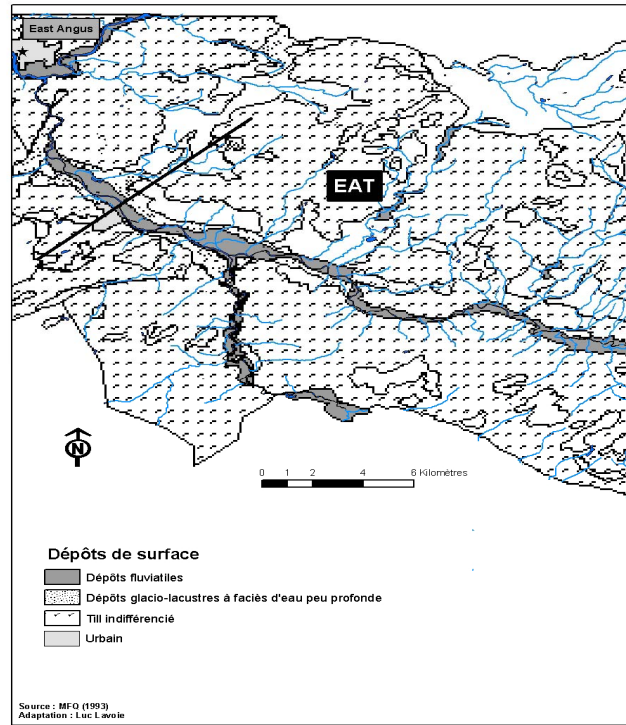 East Angus
EAT
N
0 1 2 4 6 Kilomètres
Dépôts de surface
Dépôts fluviatiles
Dépôts glacio-lacustres à faciès d'eau peu profonde
Till indifférencié
Urbain
Source : MFQ (1993)
Adaptation : Luc Lavoie